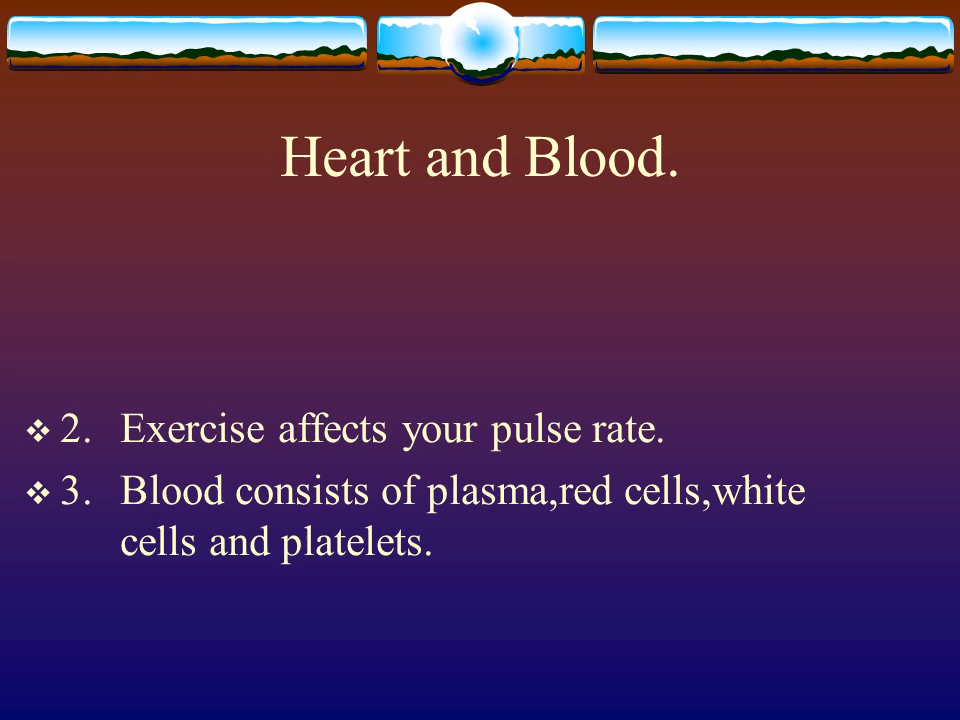 Heart and Blood.
❖ 2. Exercise affects your pulse rate.
❖ 3. Blood consists of plasma,red cells,white
cells and platelets.